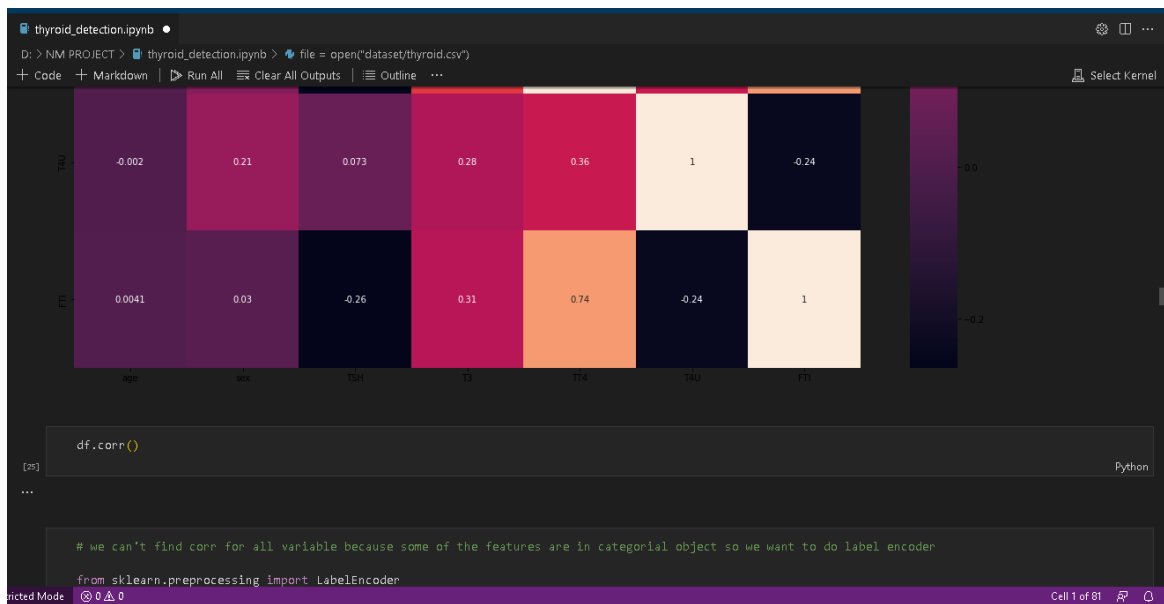 thyroid_detection.ipynb
D: > NM PROJECT > thyroid_detection.ipynb > file = open("dataset/thyroid.csv")
+ Code + Markdown | Run All Clear All Outputs | Outline ... Select Kernel
T4U -0.002 0.21 0.073 0.28 0.36 1 -0.24 0.0
FTI 0.0041 0.03 -0.26 0.31 0.74 -0.24 1 -0.2
age sex TSH T3 TT4 T4U FTI
df.corr()
[25] Python
...
# we can't find corr for all variable because some of the features are in categorial object so we want to do label encoder
from sklearn.preprocessing import LabelEncoder
ricted Mode 0 0 Cell 1 of 81